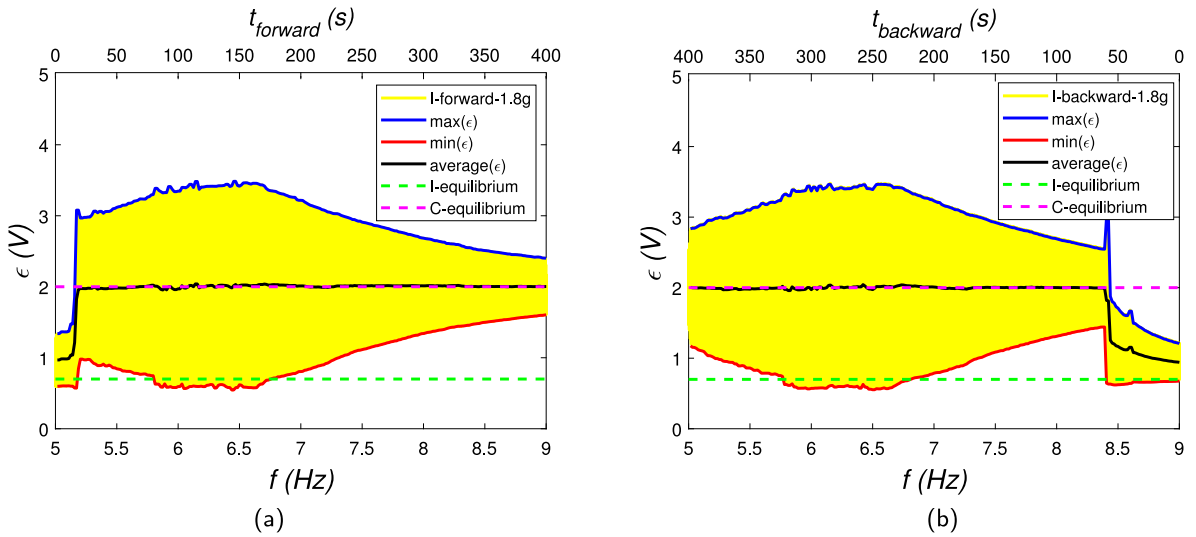 t_forward (s)
0 50 100 150 200 250 300 350 400
5
4
3
2
1
0
ϵ (V)
I-forward-1.8g
max(ϵ)
min(ϵ)
average(ϵ)
I-equilibrium
C-equilibrium
5 5.5 6 6.5 7 7.5 8 8.5 9
f (Hz)
(a)
t_backward (s)
400 350 300 250 200 150 100 50 0
5
4
3
2
1
0
ϵ (V)
I-backward-1.8g
max(ϵ)
min(ϵ)
average(ϵ)
I-equilibrium
C-equilibrium
5 5.5 6 6.5 7 7.5 8 8.5 9
f (Hz)
(b)